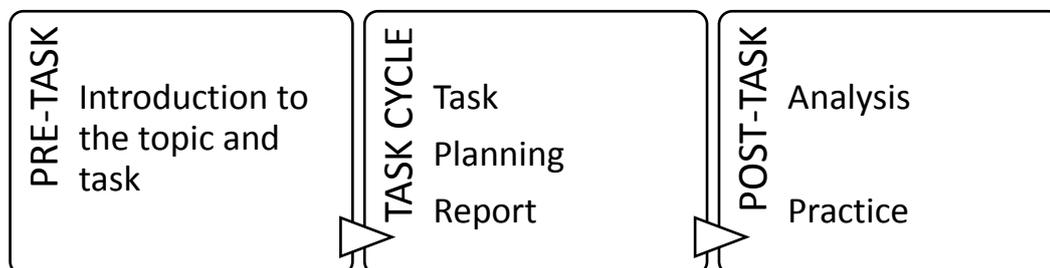 PRE-TASK
Introduction to
the topic and
task
TASK CYCLE
Task
Planning
Report
POST-TASK
Analysis
Practice